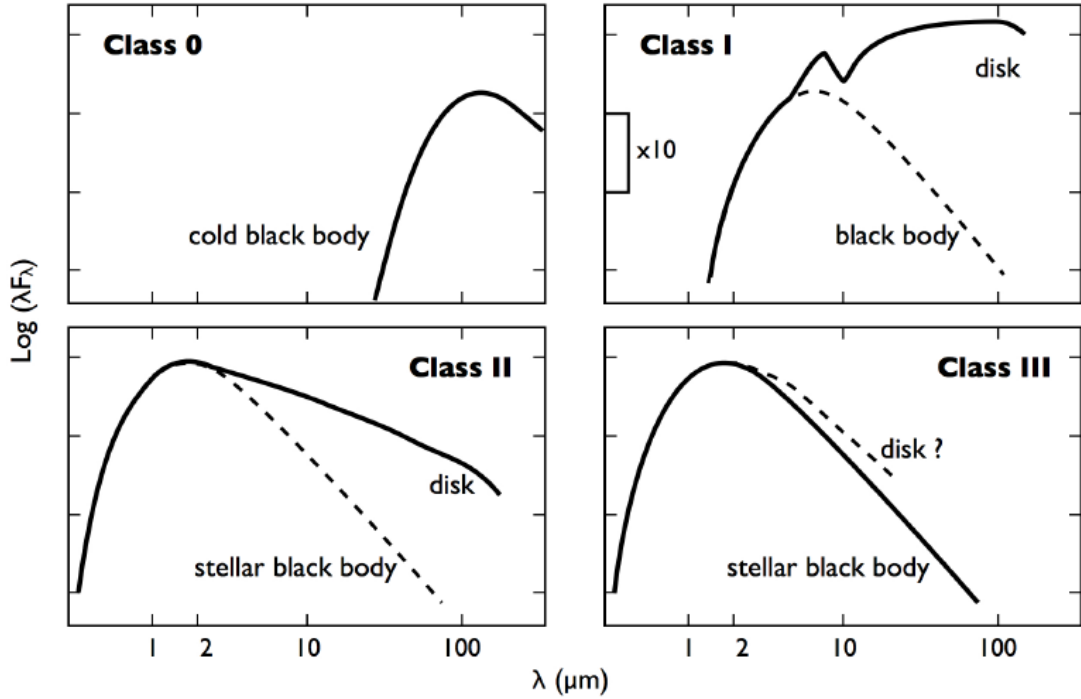 Class 0
cold black body
Class I
disk
x10
black body
Log (λFλ)
Class II
disk
stellar black body
Class III
disk ?
stellar black body
1 2 10 100
1 2 10 100
λ (μm)